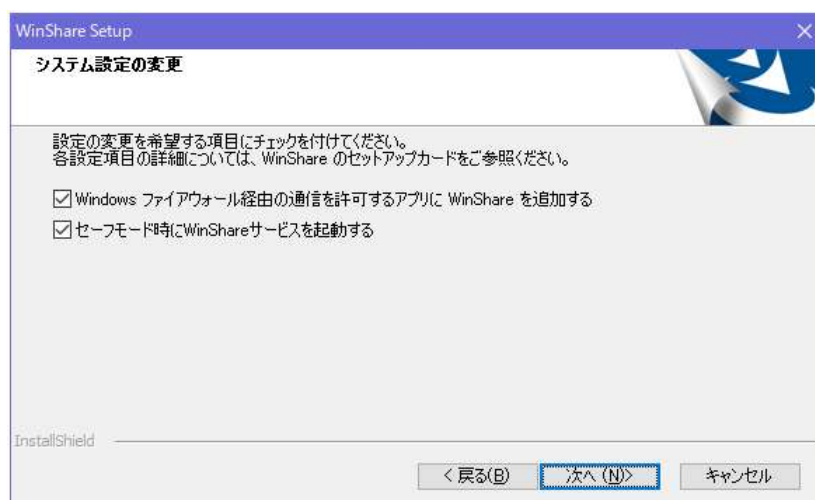 WinShare Setup
システム設定の変更
設定の変更を希望する項目にチェックを付けてください。
各設定項目の詳細については、WinShare のセットアップカードをご参照ください。
Windows ファイアウォール経由の通信を許可するアプリに WinShare を追加する
セーフモード時にWinShareサービスを起動する
InstallShield
< 戻る(B) 次へ (N)> キャンセル